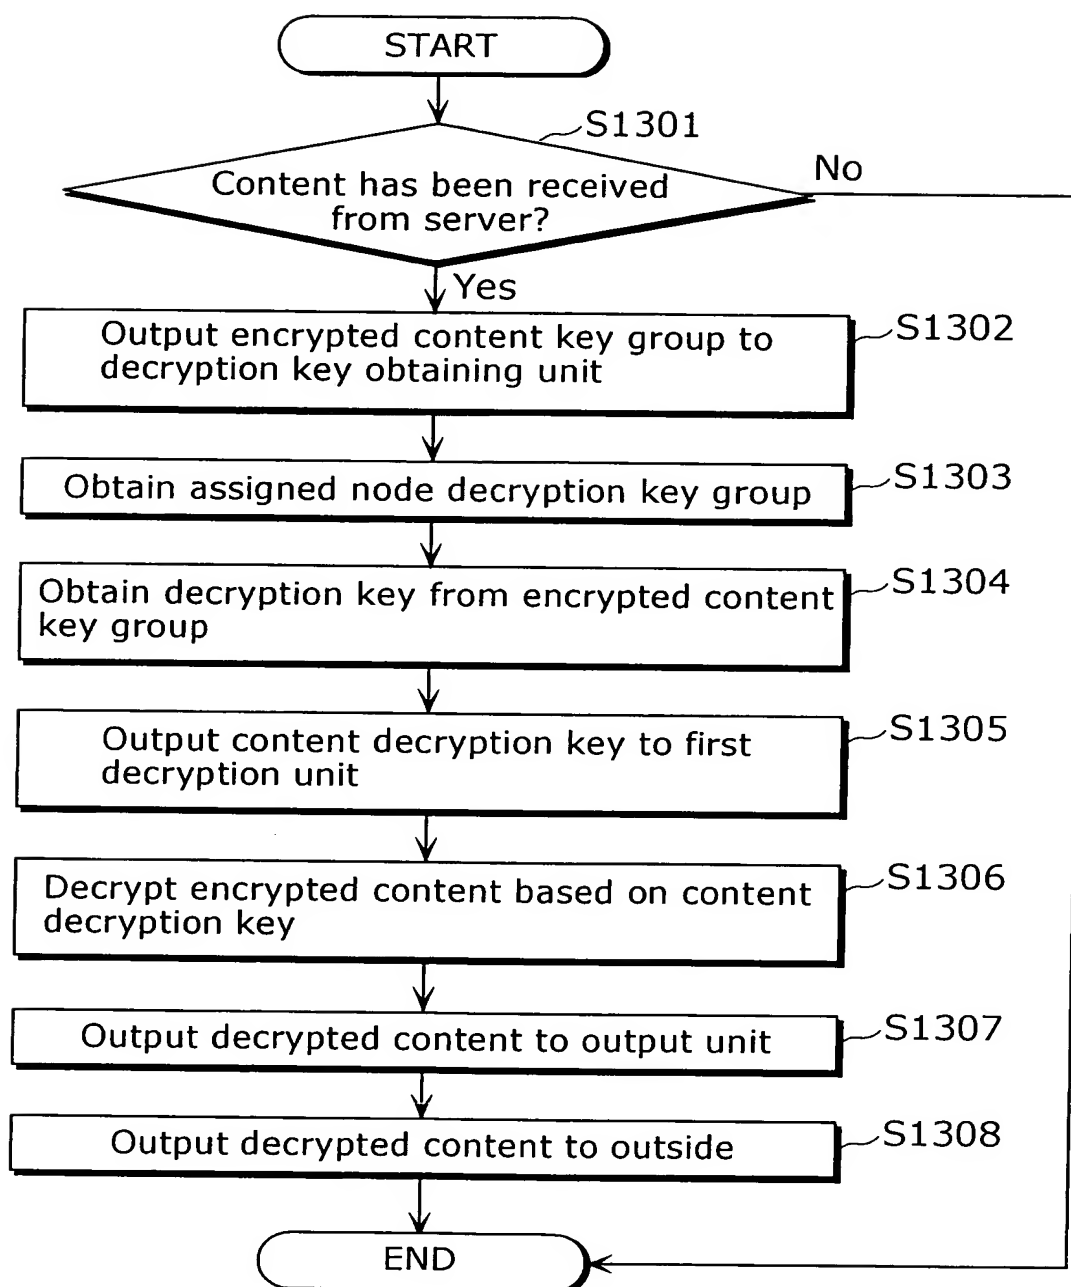 START
S1301
No
Content has been received
from server?
Yes
Output encrypted content key group to
decryption key obtaining unit
S1302
Obtain assigned node decryption key group
S1303
Obtain decryption key from encrypted content
key group
S1304
Output content decryption key to first
decryption unit
S1305
Decrypt encrypted content based on content
decryption key
S1306
Output decrypted content to output unit
S1307
Output decrypted content to outside
S1308
END